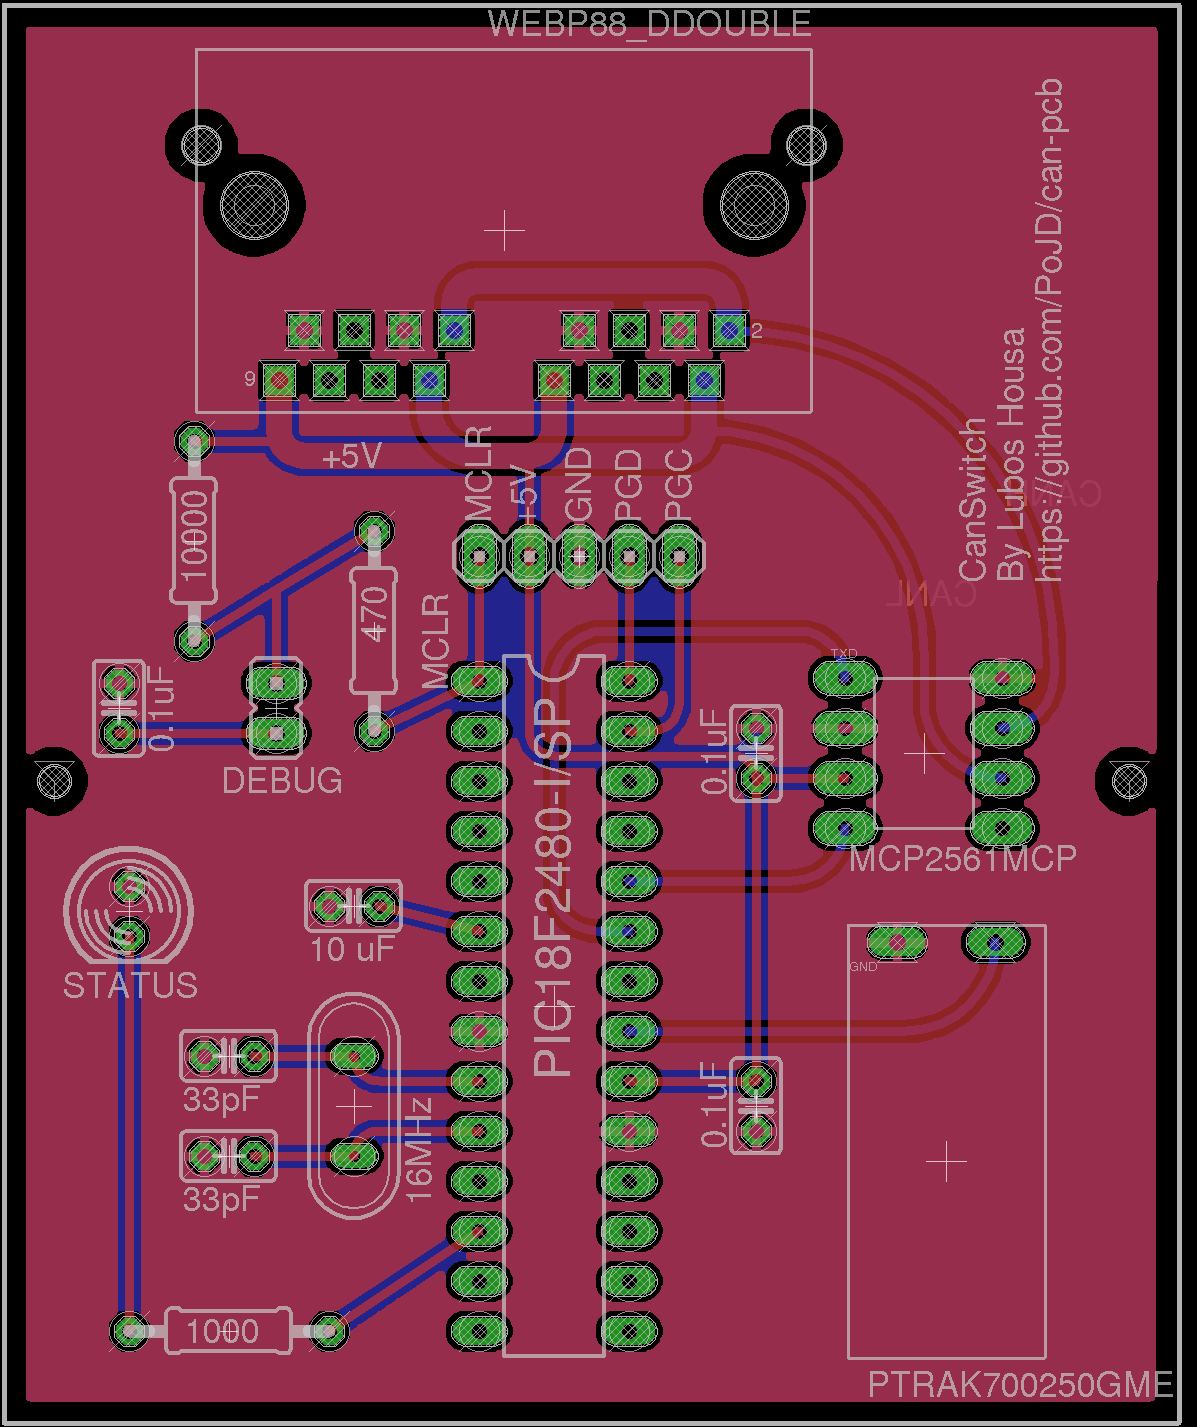 WEBP88_DDOUBLE
2
9
+5V
MCLR
+5V
GND
PGD
PGC
CanSwitch
By Lubos Housa
https://github.com/PoJD/can-pcb
CANL
CANL
10000
470
MCLR
0.1uF
DEBUG
TXD
0.1uF
MCP2561MCP
PIC18F2480-I/SP
STATUS
10 uF
GND
33pF
33pF
16MHz
0.1uF
1000
PTRAK700250GME